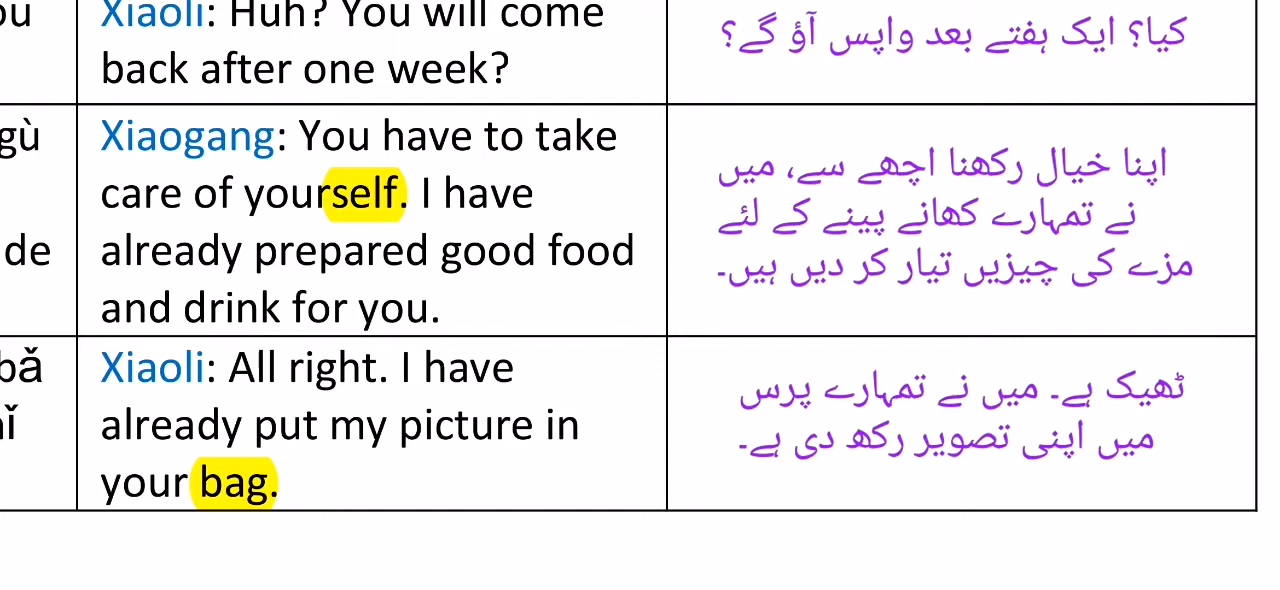 Xiaoli: Huh? You will come
back after one week?
کیا؟ ایک ہفتے بعد واپس آؤ گے؟
gù
de
Xiaogang: You have to take
care of yourself. I have
already prepared good food
and drink for you.
اپنا خیال رکھنا اچھے سے، میں
نے تمہارے کھانے پینے کے لئے
مزے کی چیزیں تیار کر دیں ہیں۔
bǎ
Xiaoli: All right. I have
already put my picture in
your bag.
ٹھیک ہے۔ میں نے تمہارے پرس
میں اپنی تصویر رکھ دی ہے۔